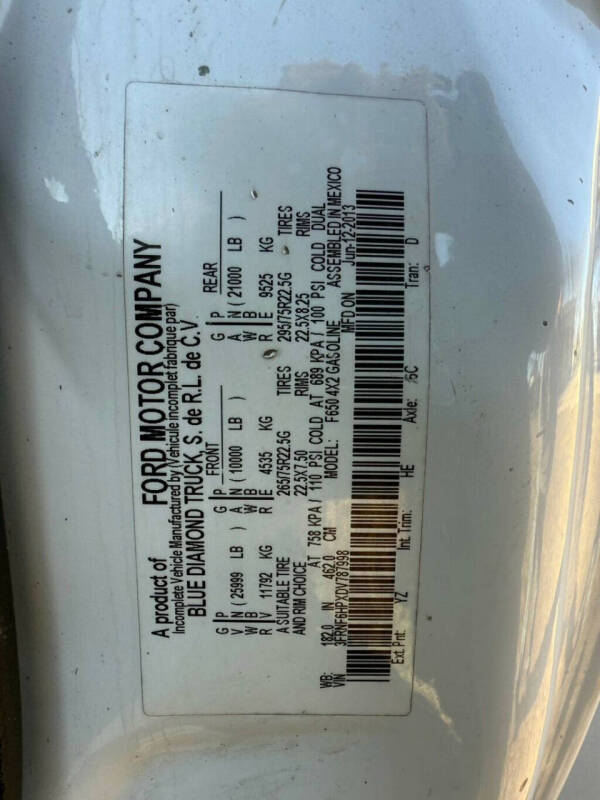 A product of FORD MOTOR COMPANY
Incomplete Vehicle Manufactured by (Vehicule incomplet fabrique par)
BLUE DIAMOND TRUCK, S. de R.L. de C.V.
FRONT REAR
G G P G P
V ( 25999 LB ) A N ( 10000 LB ) A N ( 21000 LB )
W W B W B
R 11792 KG R E 4535 KG R E 9525 KG
A SUITABLE TIRE 265/75R22.5G TIRES 295/75R22.5G TIRES
AND RIM CHOICE 22.5X7.50 RIMS 22.5X8.25 RIMS
AT 758 KPA / 110 PSI COLD AT 689 KPA / 100 PSI COLD DUAL
WB: 182.0 IN 462.0 CM MODEL: F650 4X2 GASOLINE ASSEMBLED IN MEXICO
VIN 3FRNF6HPXDV787998 MFD ON Jun-12-2013
Ext. Pnt: YZ Int. Trim: HE Axle: 6C Tran: D